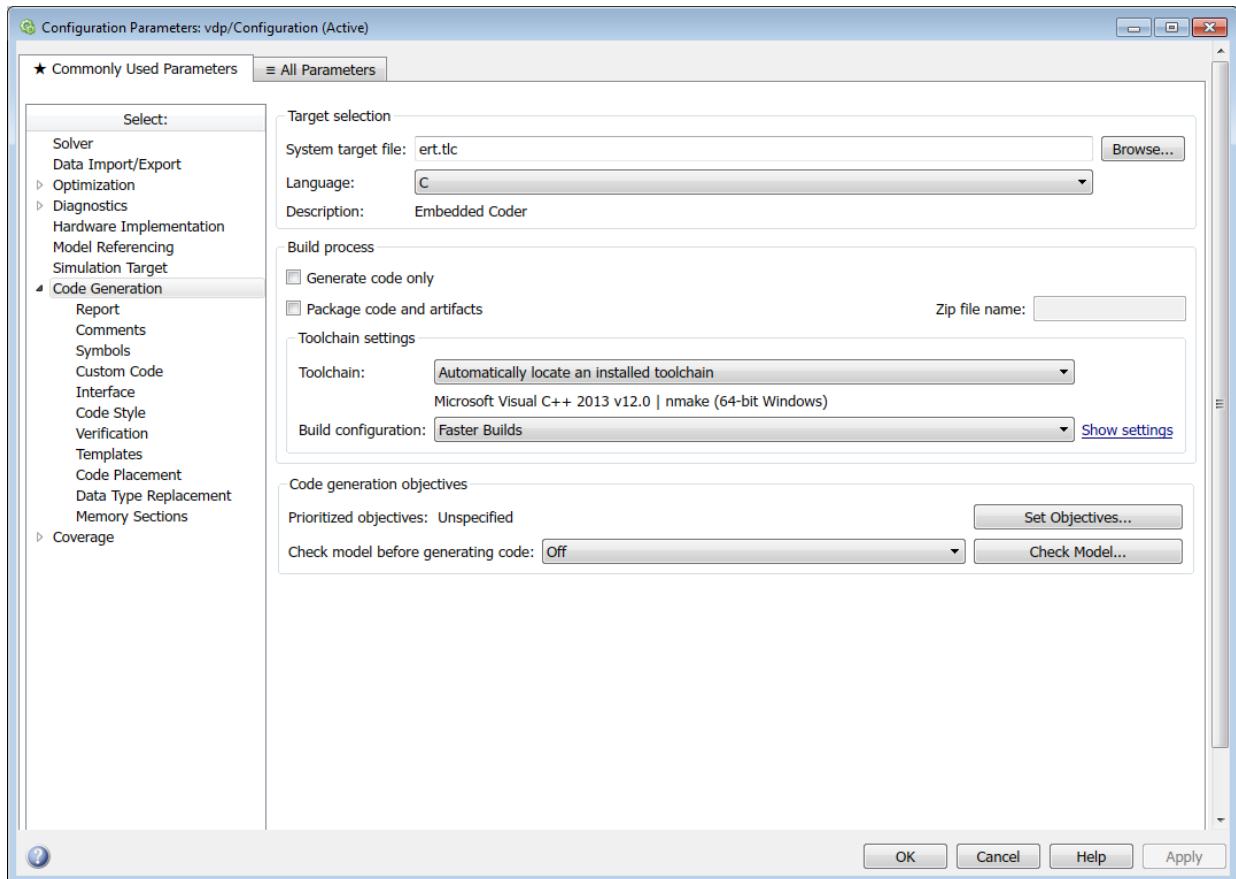 Configuration Parameters: vdp/Configuration (Active)
★ Commonly Used Parameters
≡ All Parameters
Select:
Solver
Data Import/Export
Optimization
Diagnostics
Hardware Implementation
Model Referencing
Simulation Target
Code Generation
Report
Comments
Symbols
Custom Code
Interface
Code Style
Verification
Templates
Code Placement
Data Type Replacement
Memory Sections
Coverage
Target selection
System target file: ert.tlc Browse...
Language: C
Description: Embedded Coder
Build process
Generate code only
Package code and artifacts Zip file name:
Toolchain settings
Toolchain: Automatically locate an installed toolchain
Microsoft Visual C++ 2013 v12.0 | nmake (64-bit Windows)
Build configuration: Faster Builds Show settings
Code generation objectives
Prioritized objectives: Unspecified Set Objectives...
Check model before generating code: Off Check Model...
OK Cancel Help Apply